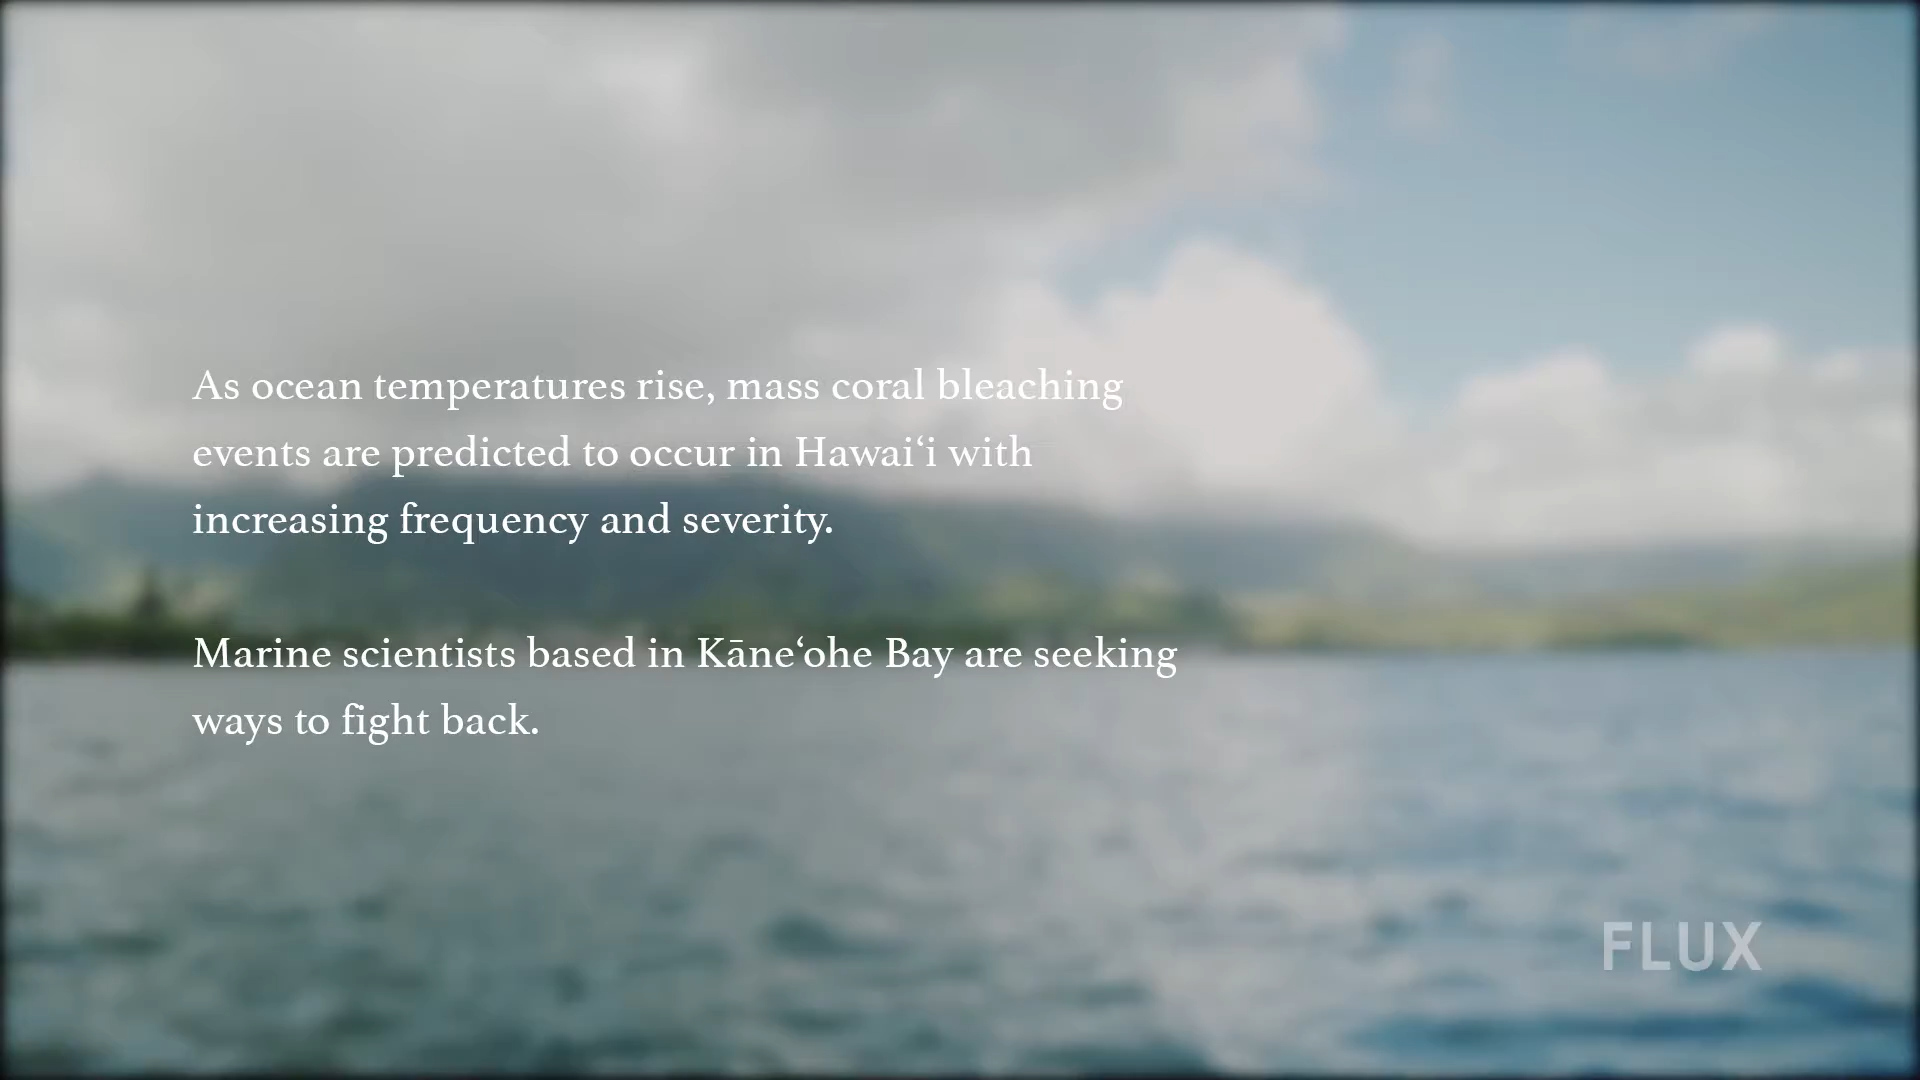 As ocean temperatures rise, mass coral bleaching
events are predicted to occur in Hawaiʻi with
increasing frequency and severity.
Marine scientists based in Kāneʻohe Bay are seeking
ways to fight back.
FLUX